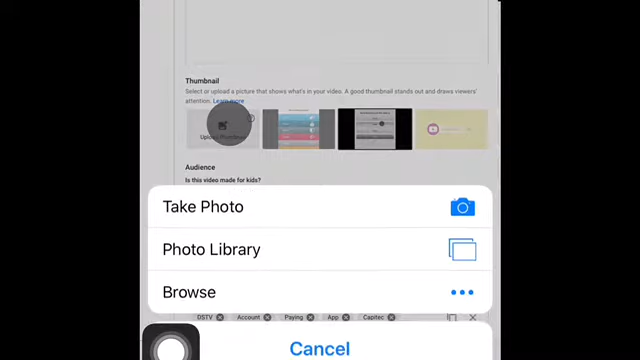 Thumbnail
Select or upload a picture that shows what's in your video. A good thumbnail stands out and draws viewers'
attention. Learn more
Audience
Is this video made for kids?
Take Photo
Photo Library
Browse
DSTV Account Paying App Capitec
Cancel